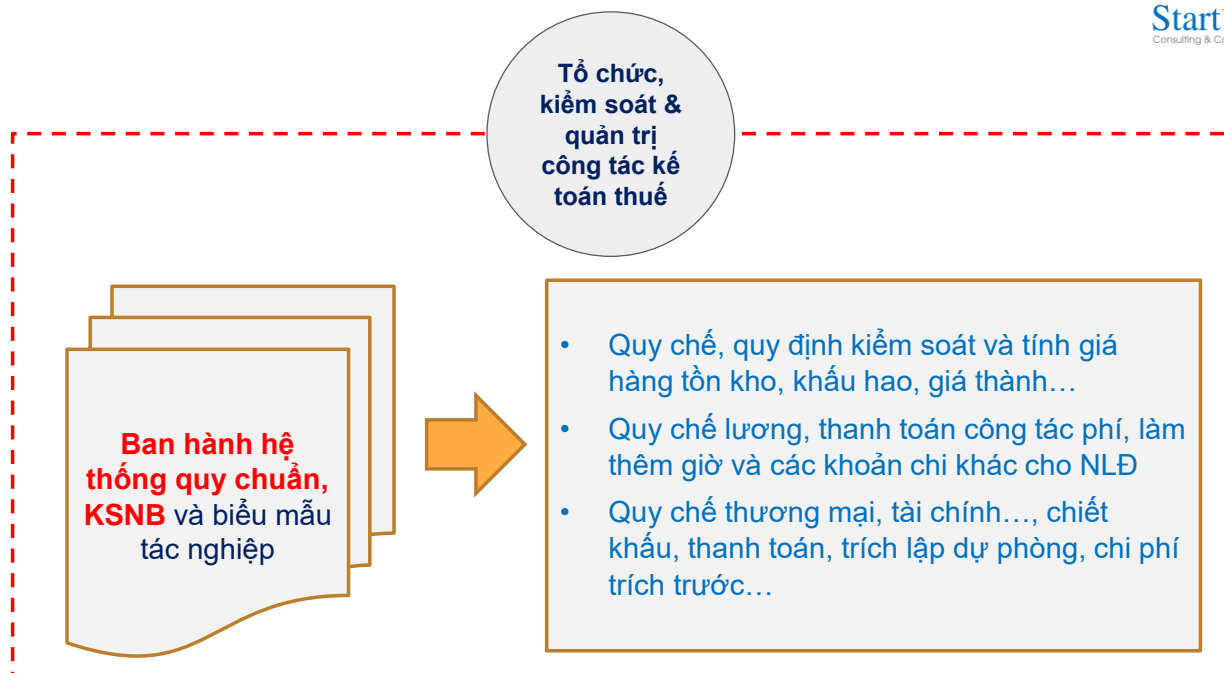 Start
Consulting & Co
Tổ chức,
kiểm soát &
quản trị
công tác kế
toán thuế
Ban hành hệ
thống quy chuẩn,
KSNB và biểu mẫu
tác nghiệp
• Quy chế, quy định kiểm soát và tính giá
hàng tồn kho, khấu hao, giá thành…
• Quy chế lương, thanh toán công tác phí, làm
thêm giờ và các khoản chi khác cho NLĐ
• Quy chế thương mại, tài chính…, chiết
khấu, thanh toán, trích lập dự phòng, chi phí
trích trước…